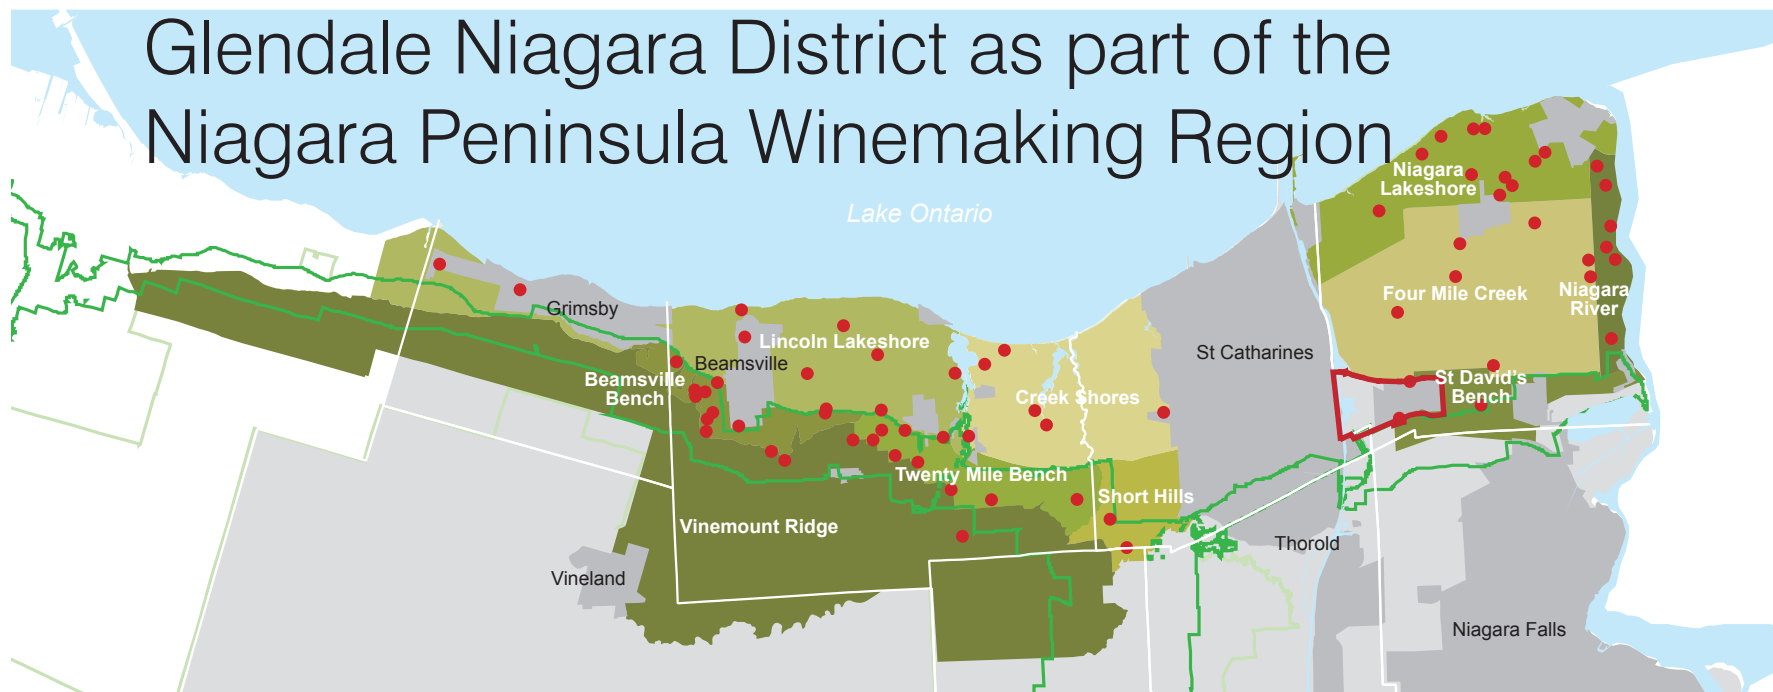 Glendale Niagara District as part of the
Niagara Peninsula Winemaking Region
Lake Ontario
Niagara
Lakeshore
Four Mile Creek
Niagara
River
Grimsby
Lincoln Lakeshore
Beamsville
Beamsville
Bench
Creek Shores
St Catharines
St David's
Bench
Twenty Mile Bench
Short Hills
Vinemount Ridge
Thorold
Vineland
Niagara Falls